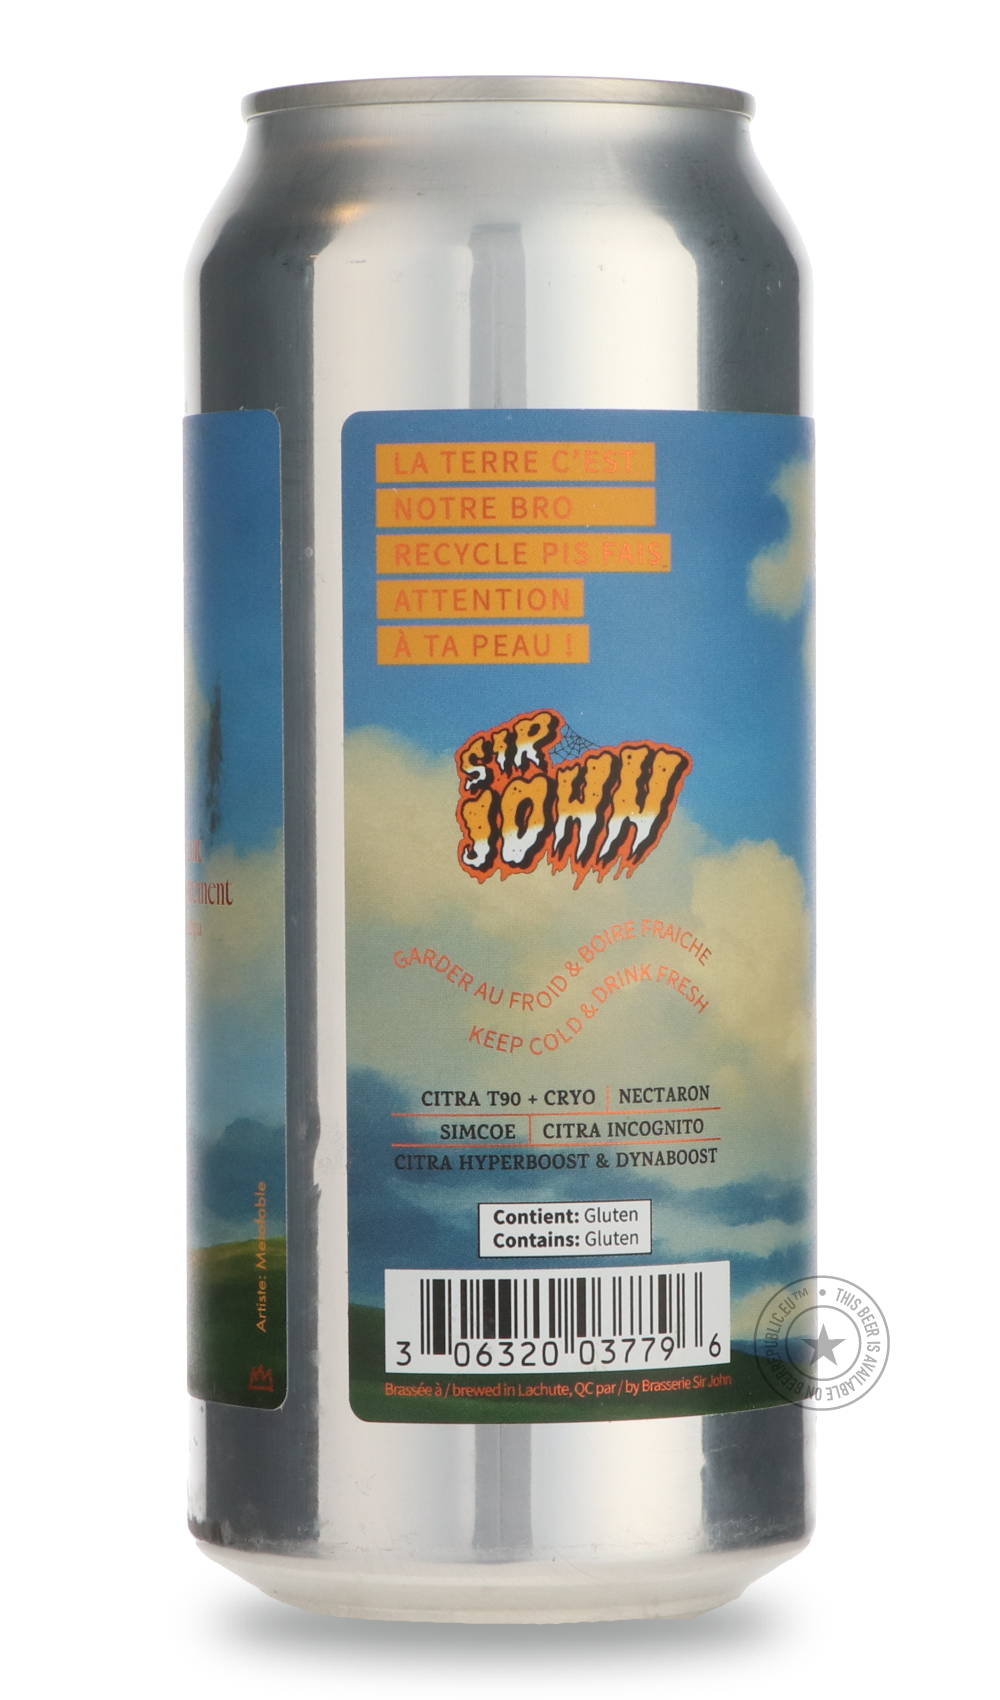 LA TERRE C'EST
NOTRE BRO
RECYCLE PIS FAIS
ATTENTION
À TA PEAU !
SIR
JOHN
GARDER AU FROID & BOIRE FRAICHE
KEEP COLD & DRINK FRESH
CITRA T90 + CRYO | NECTARON
SIMCOE | CITRA INCOGNITO
CITRA HYPERBOOST & DYNABOOST
Contient: Gluten
Contains: Gluten
3 06320 03779 6
Brassée à / brewed in Lachute, QC par / by Brasserie Sir John
Artiste: Metafable
THIS BEER IS AVAILABLE ON BEERREPUBLIC.EU™